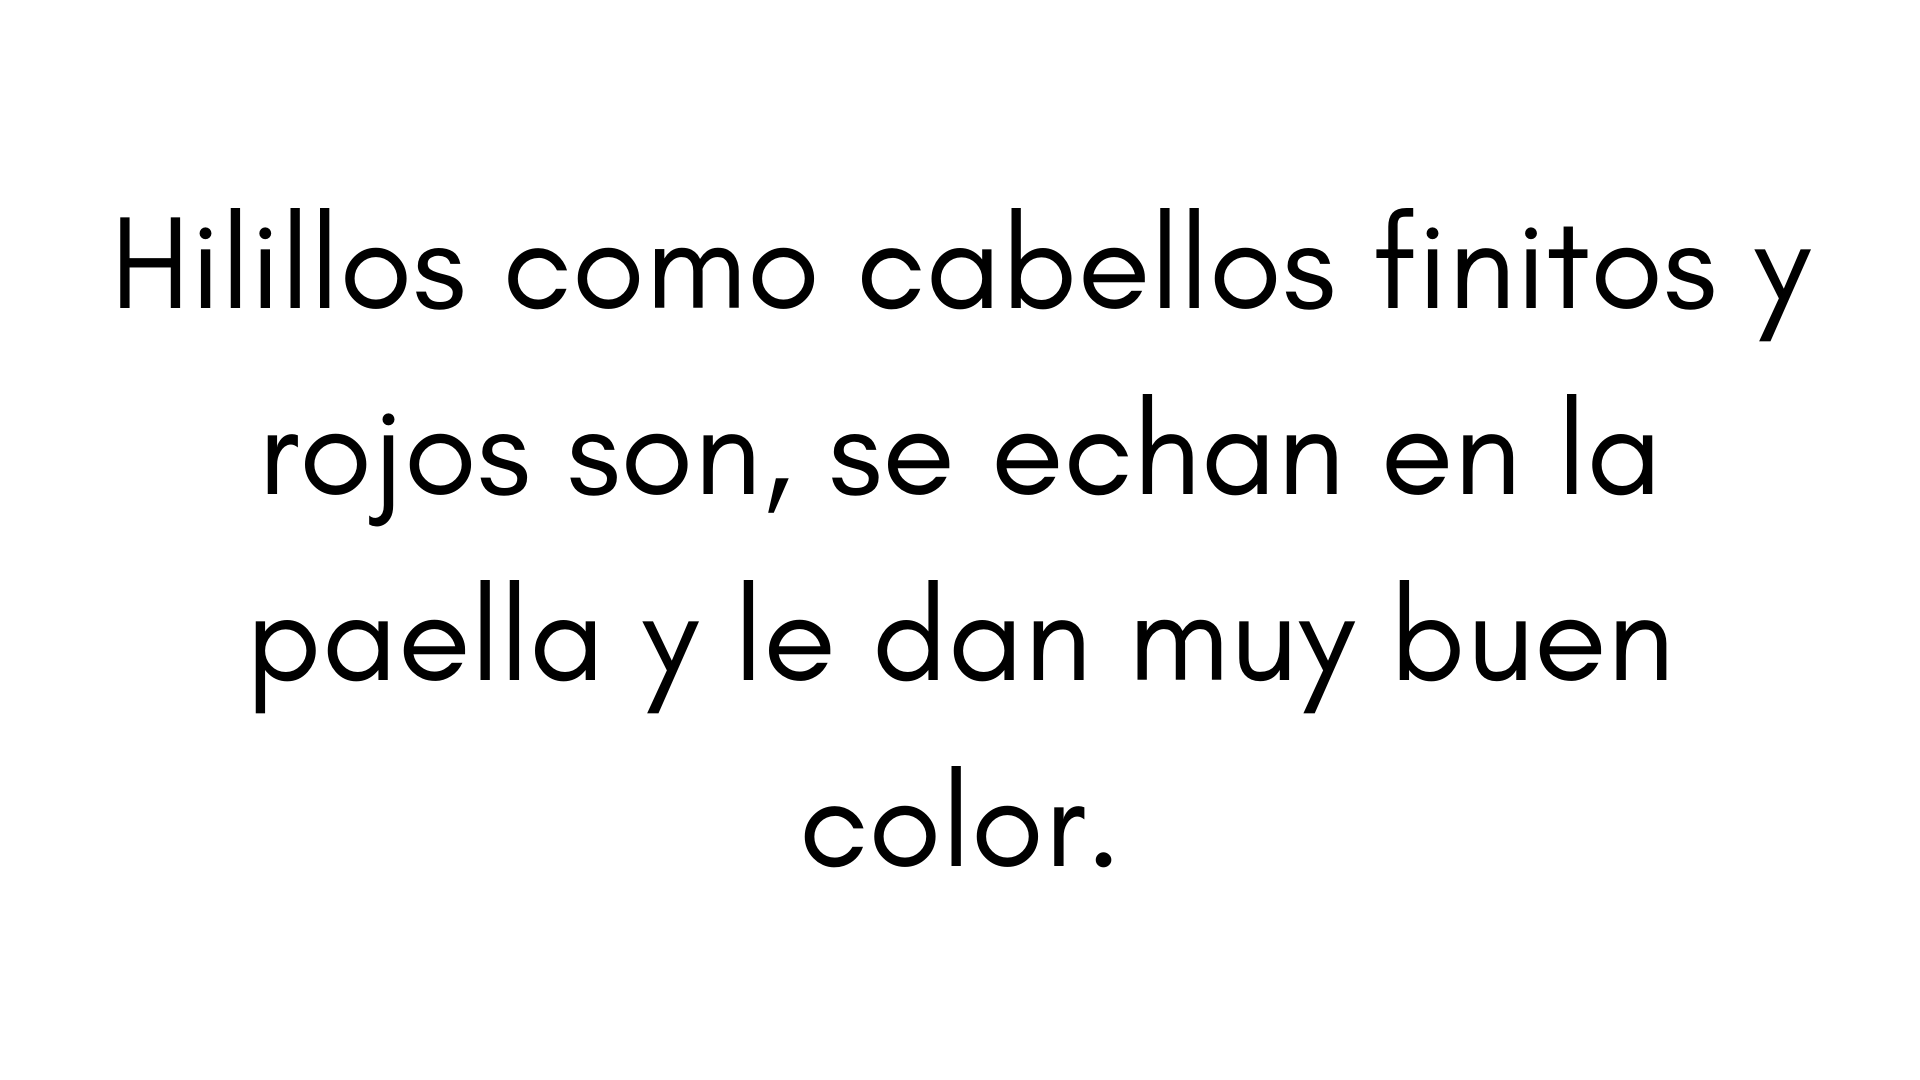 Hilillos como cabellos finitos y
rojos son, se echan en la
paella y le dan muy buen
color.